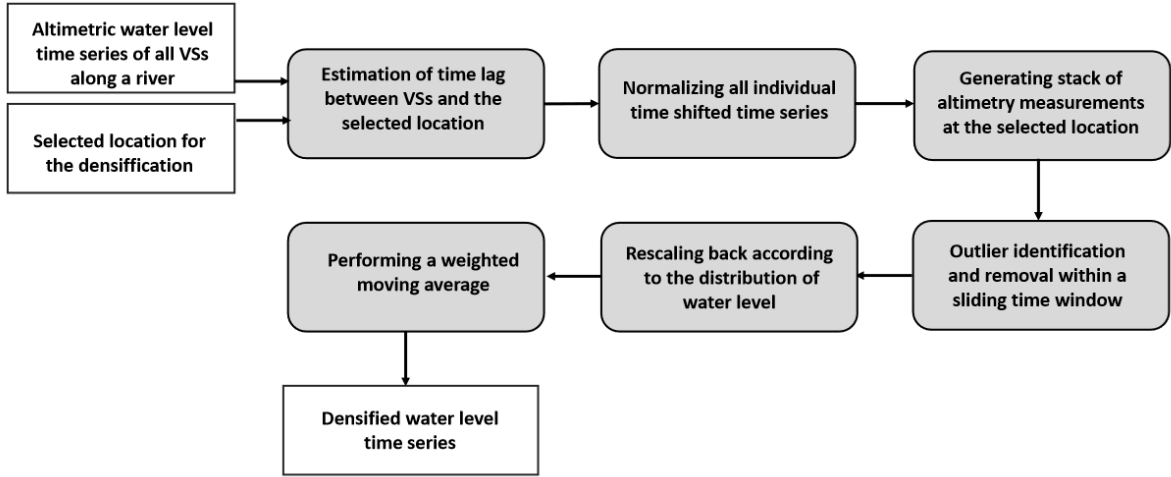 Altimetric water level
time series of all VSs
along a river
Selected location for
the densiffication
Estimation of time lag
between VSs and the
selected location
Normalizing all individual
time shifted time series
Generating stack of
altimetry measurements
at the selected location
Outlier identification
and removal within a
sliding time window
Rescaling back according
to the distribution of
water level
Performing a weighted
moving average
Densified water level
time series